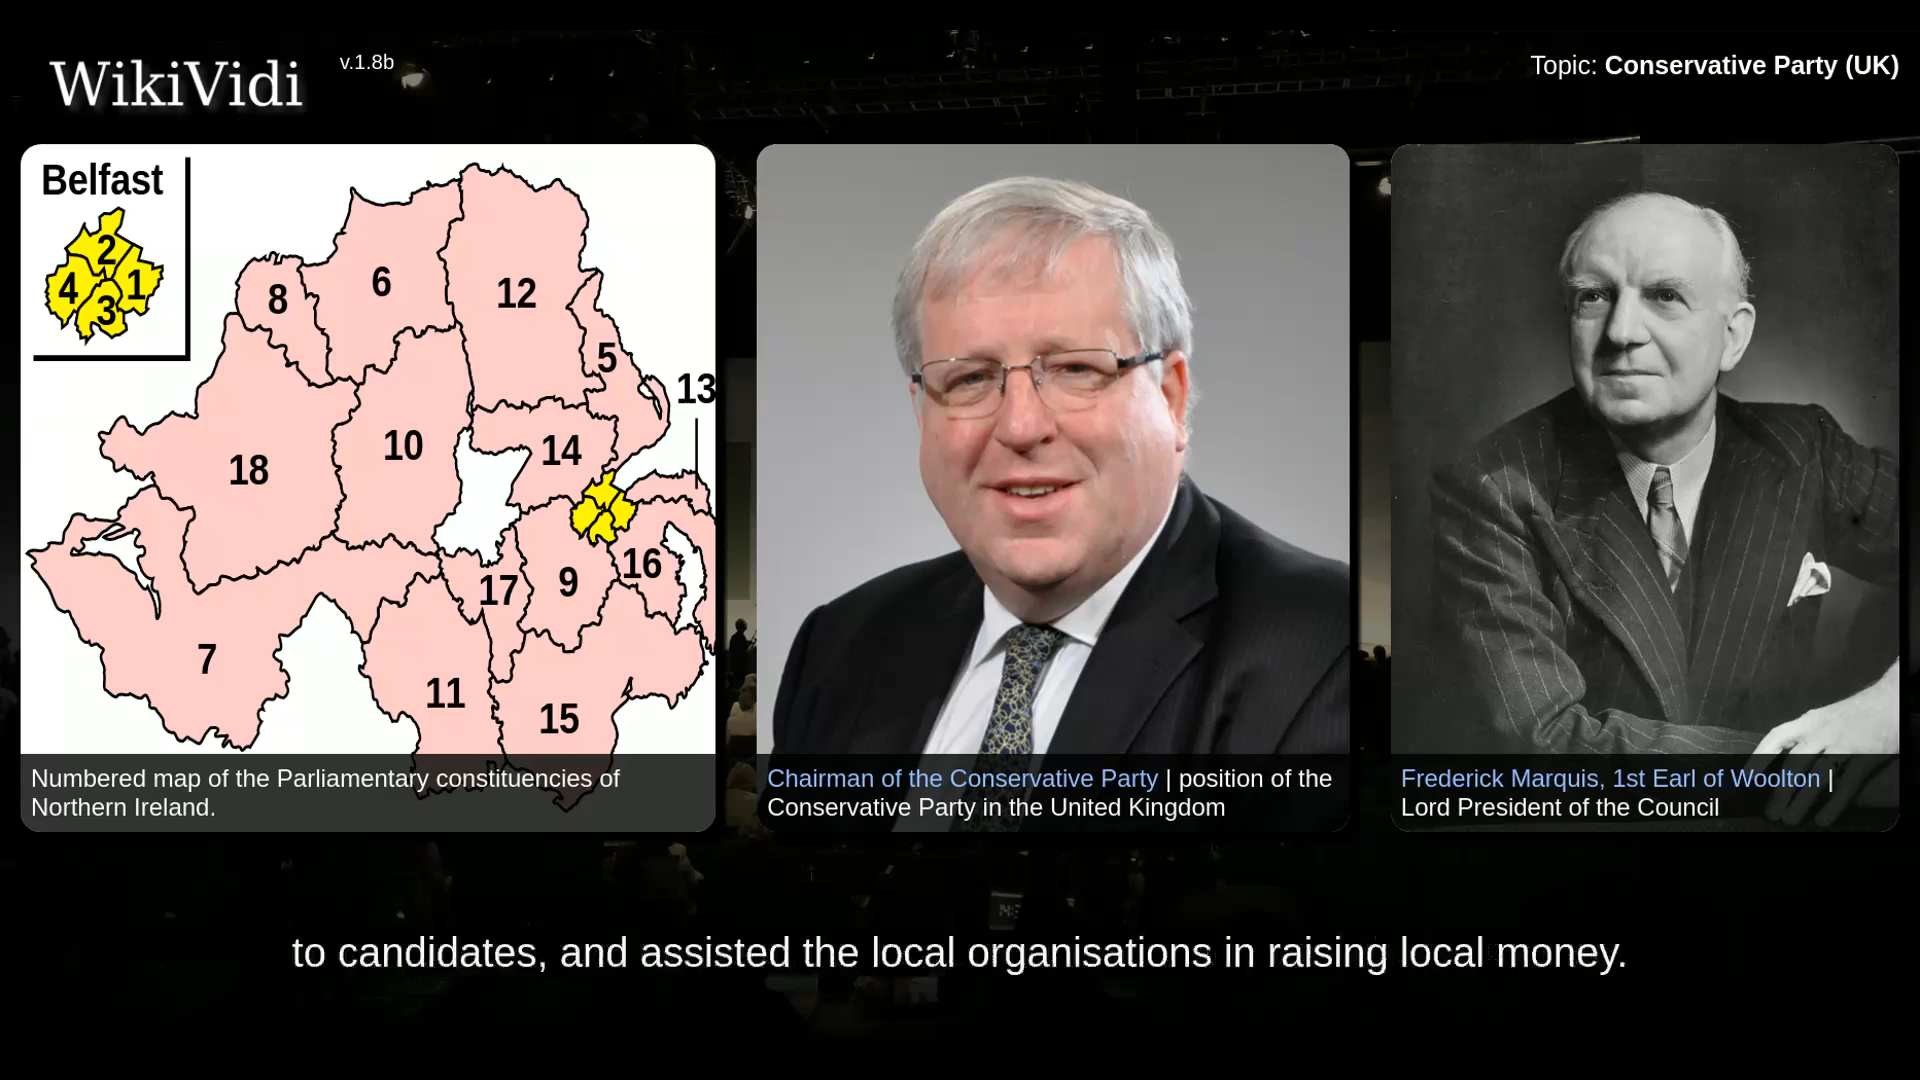 WikiVidi
v.1.8b
Topic: Conservative Party (UK)
Belfast
2
4
1
3
8
6
12
5
13
10
14
18
16
17
9
7
11
15
Numbered map of the Parliamentary constituencies of
Northern Ireland.
Chairman of the Conservative Party | position of the
Conservative Party in the United Kingdom
Frederick Marquis, 1st Earl of Woolton |
Lord President of the Council
to candidates, and assisted the local organisations in raising local money.